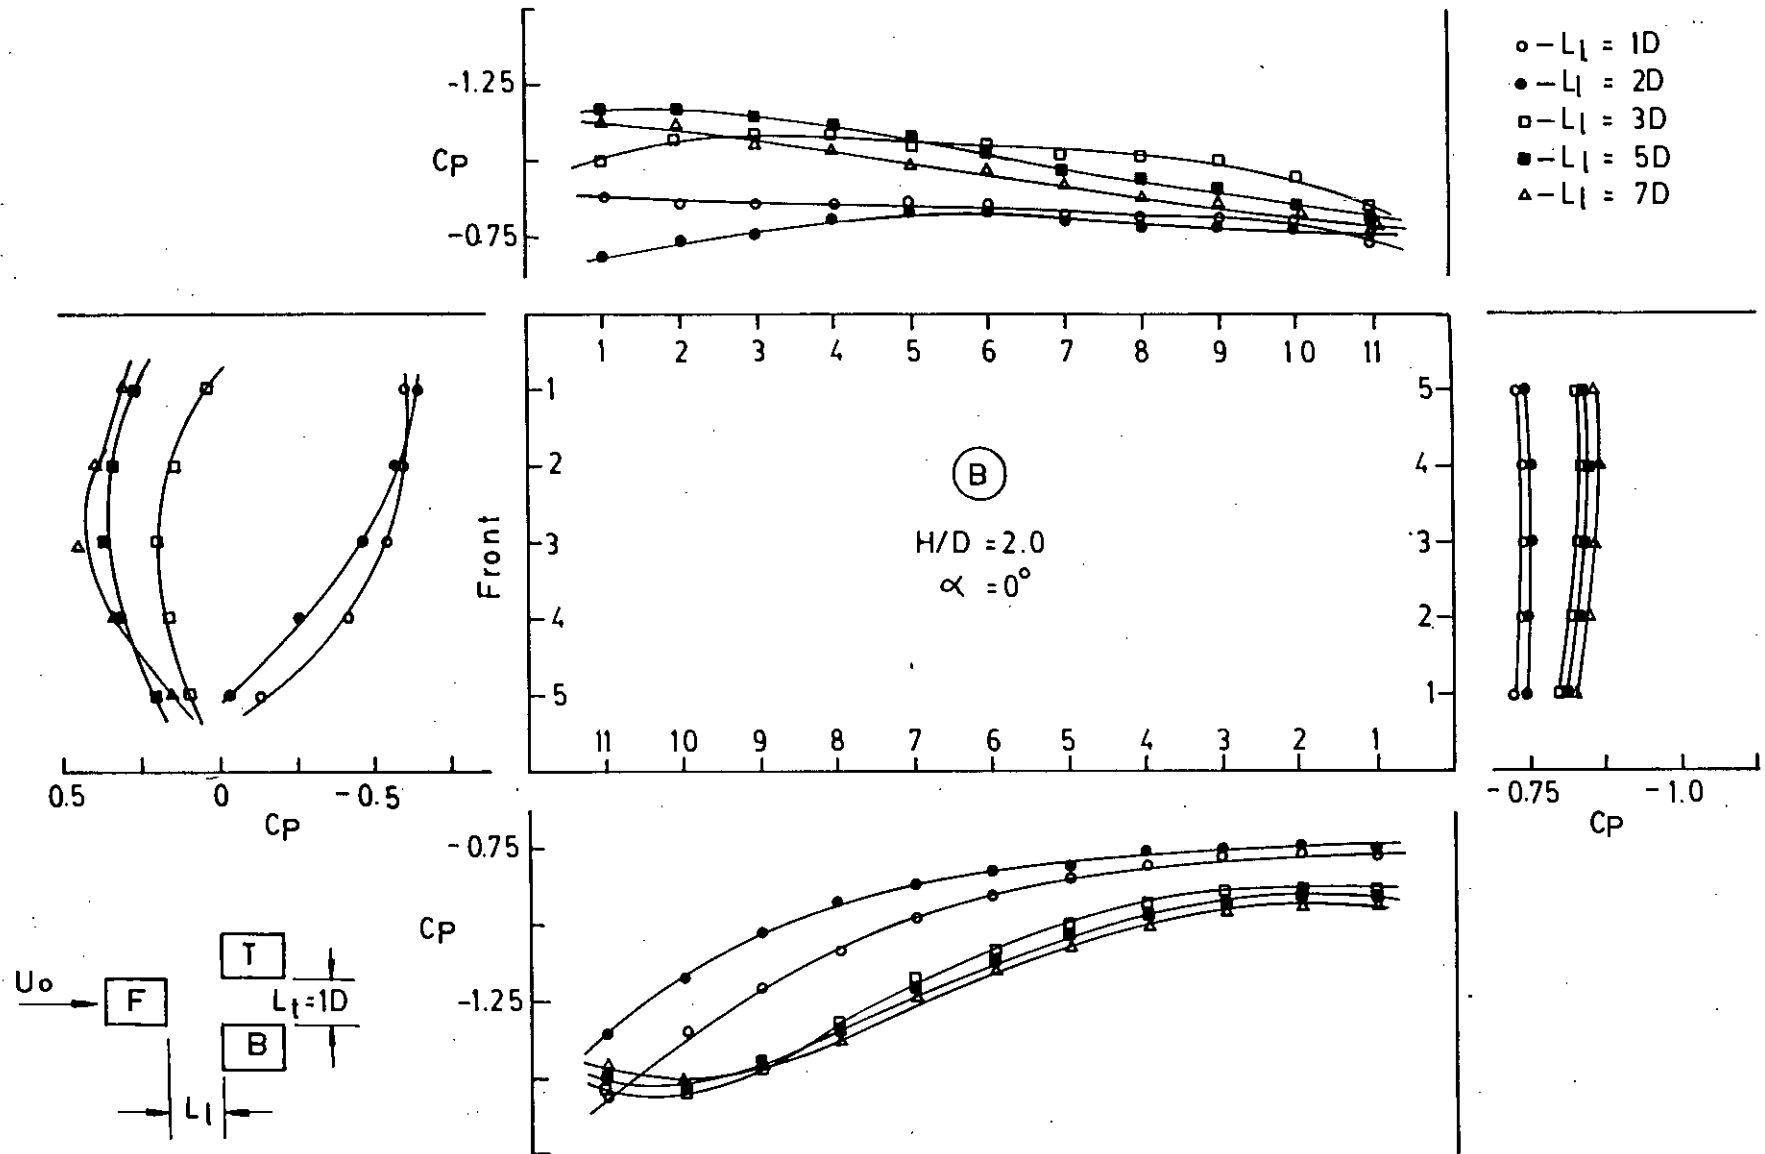 -1.25
CP
-0.75
o - Ll = 1D
● - Ll = 2D
□ - Ll = 3D
■ - Ll = 5D
△ - Ll = 7D
1 2 3 4 5 6 7 8 9 10 11
1
2
3
4
5
Front
B
H/D = 2.0
α = 0°
5
4
3
2
1
11 10 9 8 7 6 5 4 3 2 1
0.5 0 -0.5
CP
-0.75 -1.0
CP
-0.75
CP
-1.25
Uo
F
T
Lt = 1D
B
Ll